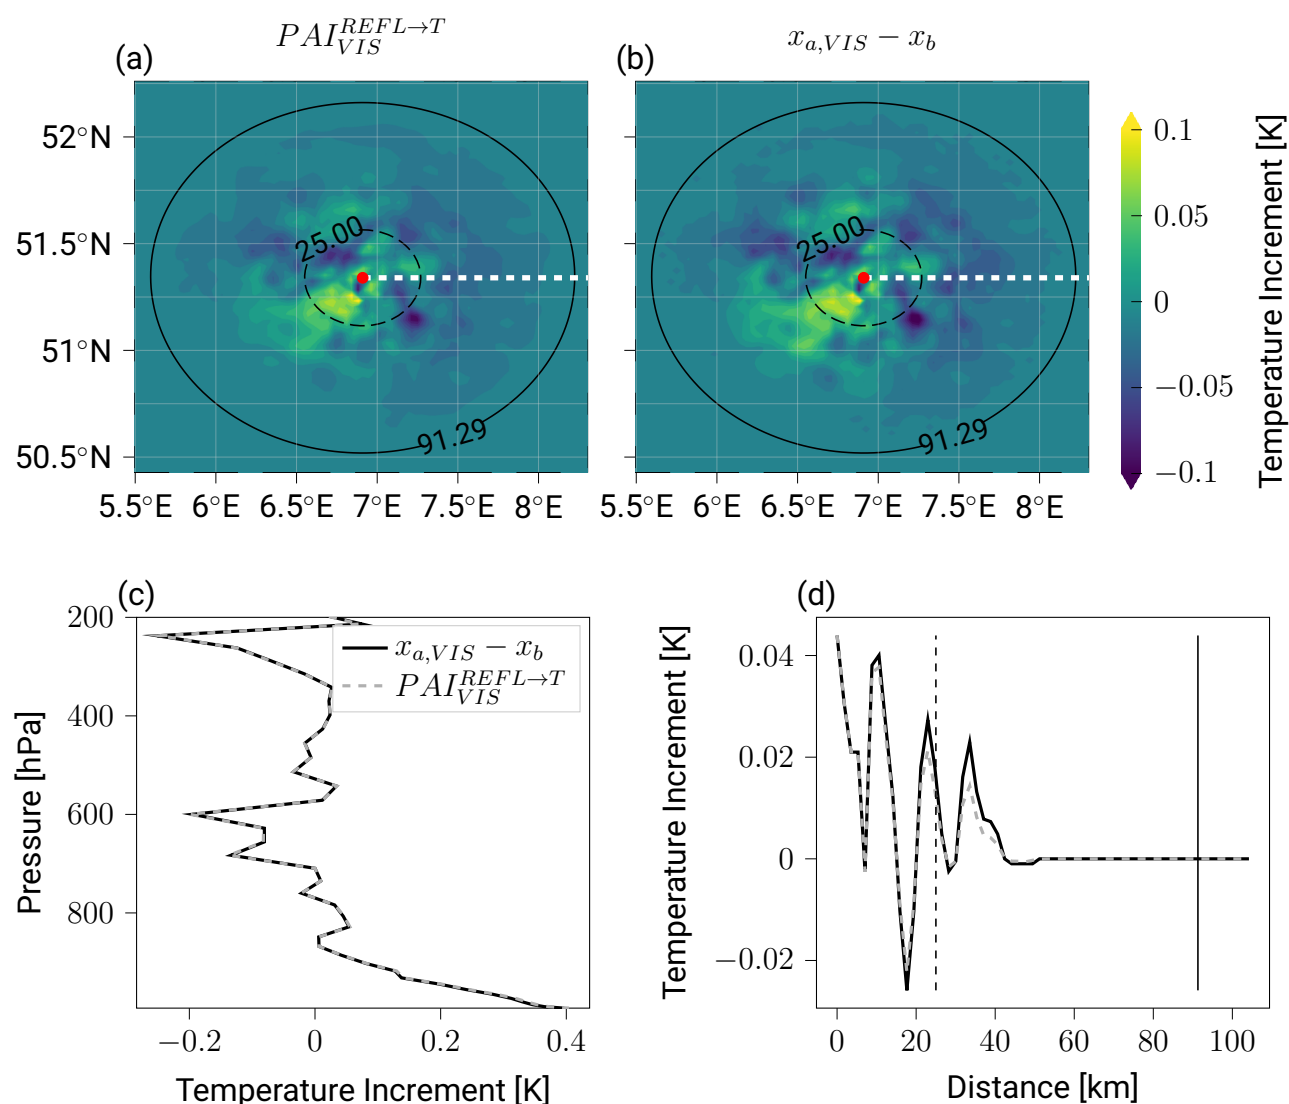 (a) PAI_{VIS}^{REFL→T}
(b) x_{a,VIS} − x_b
52°N
51.5°N
51°N
50.5°N
25.00
91.29
25.00
91.29
5.5°E 6°E 6.5°E 7°E 7.5°E 8°E
5.5°E 6°E 6.5°E 7°E 7.5°E 8°E
0.1
0.05
0
−0.05
−0.1
Temperature Increment [K]
(c)
200
400
600
800
Pressure [hPa]
x_{a,VIS} − x_b
PAI_{VIS}^{REFL→T}
−0.2 0 0.2 0.4
Temperature Increment [K]
(d)
Temperature Increment [K]
0.04
0.02
0
−0.02
0 20 40 60 80 100
Distance [km]